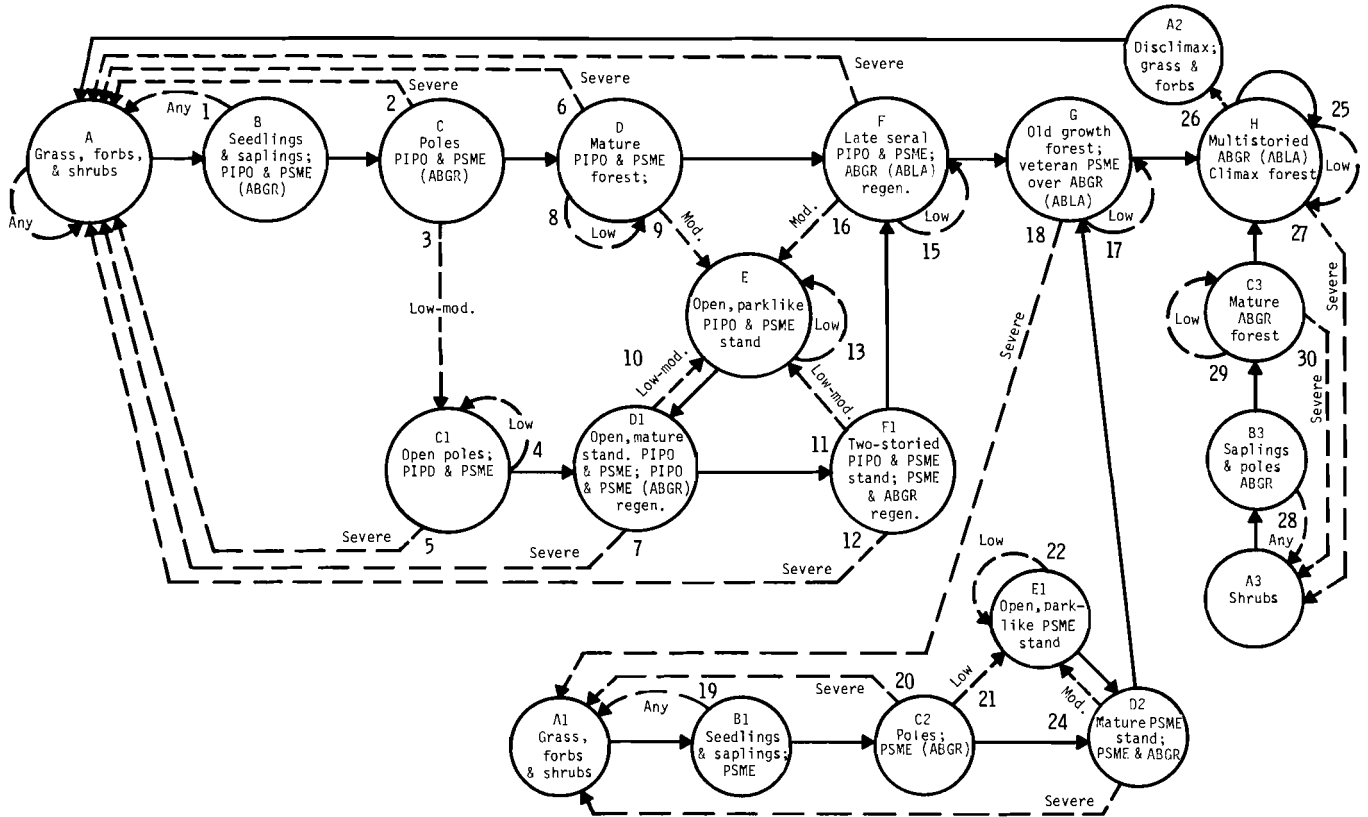 A2
Disclimax;
grass &
forbs
Severe
Severe
Severe
Severe
Any
1
2
6
26
25
A
Grass, forbs,
& shrubs
B
Seedlings
& saplings;
PIPO & PSME
(ABGR)
C
Poles
PIPO & PSME
(ABGR)
D
Mature
PIPO & PSME
forest;
F
Late seral
PIPO & PSME;
ABGR (ABLA)
regen.
G
Old growth
forest;
veteran PSME
over ABGR
(ABLA)
H
Multistoried
ABGR (ABLA)
Climax forest
Low
Any
3
8
Low
9
Mod.
Mod.
16
Low
15
18
Low
17
27
Severe
E
Open, parklike
PIPO & PSME
stand
Low
13
C3
Mature
ABGR
forest
Low
29
30
Severe
Low-mod.
Severe
10
Low-mod.
Low-mod.
11
C1
Open poles;
PIPD & PSME
Low
4
D1
Open, mature
stand. PIPO
& PSME; PIPO
& PSME (ABGR)
regen.
F1
Two-storied
PIPO & PSME
stand; PSME
& ABGR
regen.
B3
Saplings
& poles
ABGR
28
Any
Severe
5
Severe
7
Severe
12
A3
Shrubs
Low
22
E1
Open, park-
like PSME
stand
19
Any
Severe
20
Low
21
Mod.
24
A1
Grass,
forbs
& shrubs
B1
Seedlings
& saplings;
PSME
C2
Poles;
PSME (ABGR)
D2
Mature PSME
stand;
PSME & ABGR
Severe